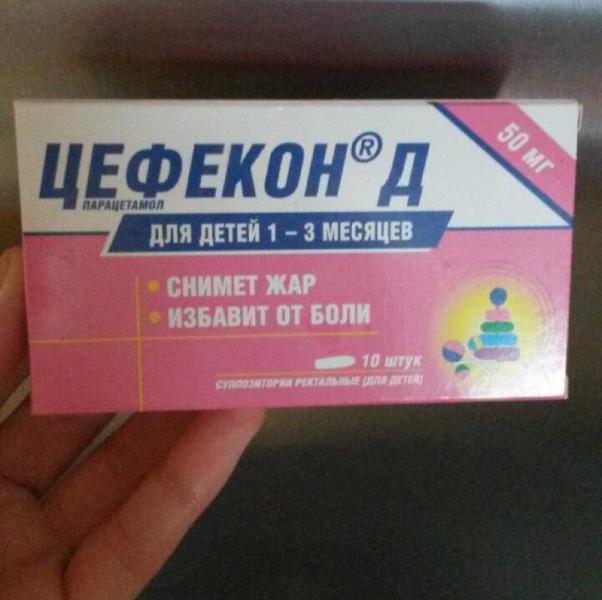 50 мг
ЦЕФЕКОН® Д
ПАРАЦЕТАМОЛ
ДЛЯ ДЕТЕЙ 1 – 3 МЕСЯЦЕВ
• СНИМЕТ ЖАР
• ИЗБАВИТ ОТ БОЛИ
10 штук
СУППОЗИТОРИИ РЕКТАЛЬНЫЕ (ДЛЯ ДЕТЕЙ)